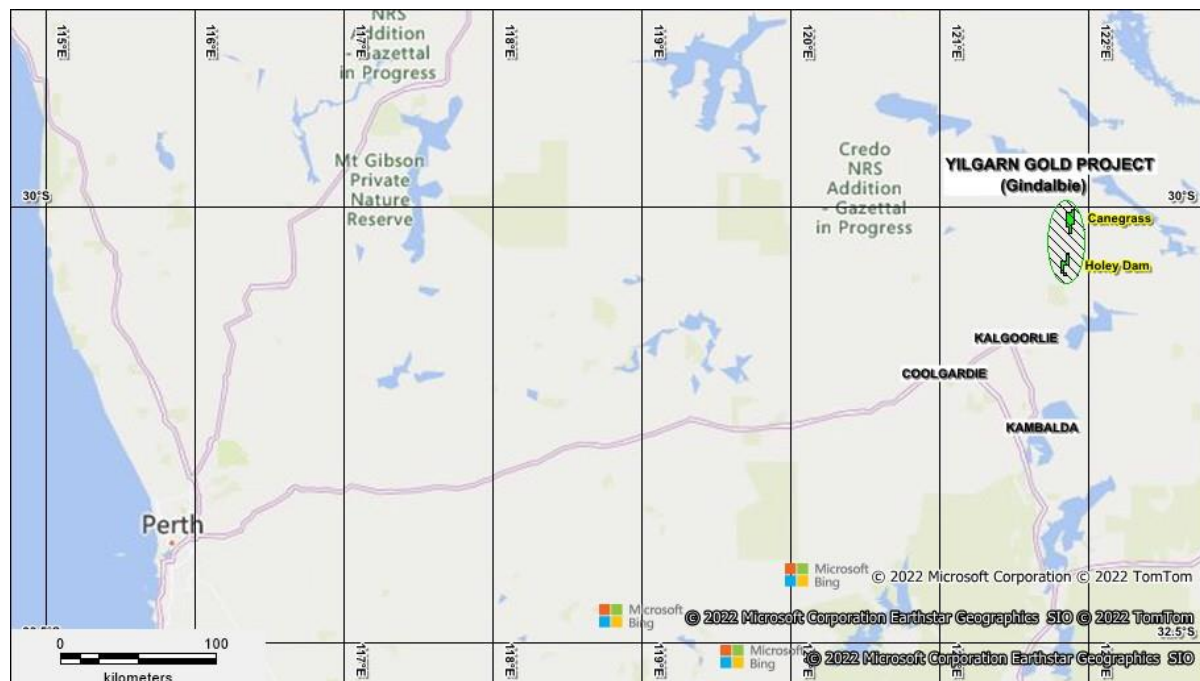 115°E
116°E
117°E
118°E
119°E
120°E
121°E
122°E
NRS
Addition
- Gazettal
in Progress
Mt Gibson
Private
Nature
Reserve
Credo
NRS
Addition
- Gazettal
in Progress
YILGARN GOLD PROJECT
(Gindalbie)
30°S
30°S
Canegrass
Holey Dam
KALGOORLIE
COOLGARDIE
KAMBALDA
Perth
Microsoft
Bing
© 2022 Microsoft Corporation © 2022 TomTom
Microsoft
Bing
© 2022 Microsoft Corporation Earthstar Geographics SIO © 2022 TomTom
32.5°S
0 100
kilometers
117°E
118°E
119°E
120°E
Bing
© 2022 Microsoft Corporation Earthstar Geographics SIO